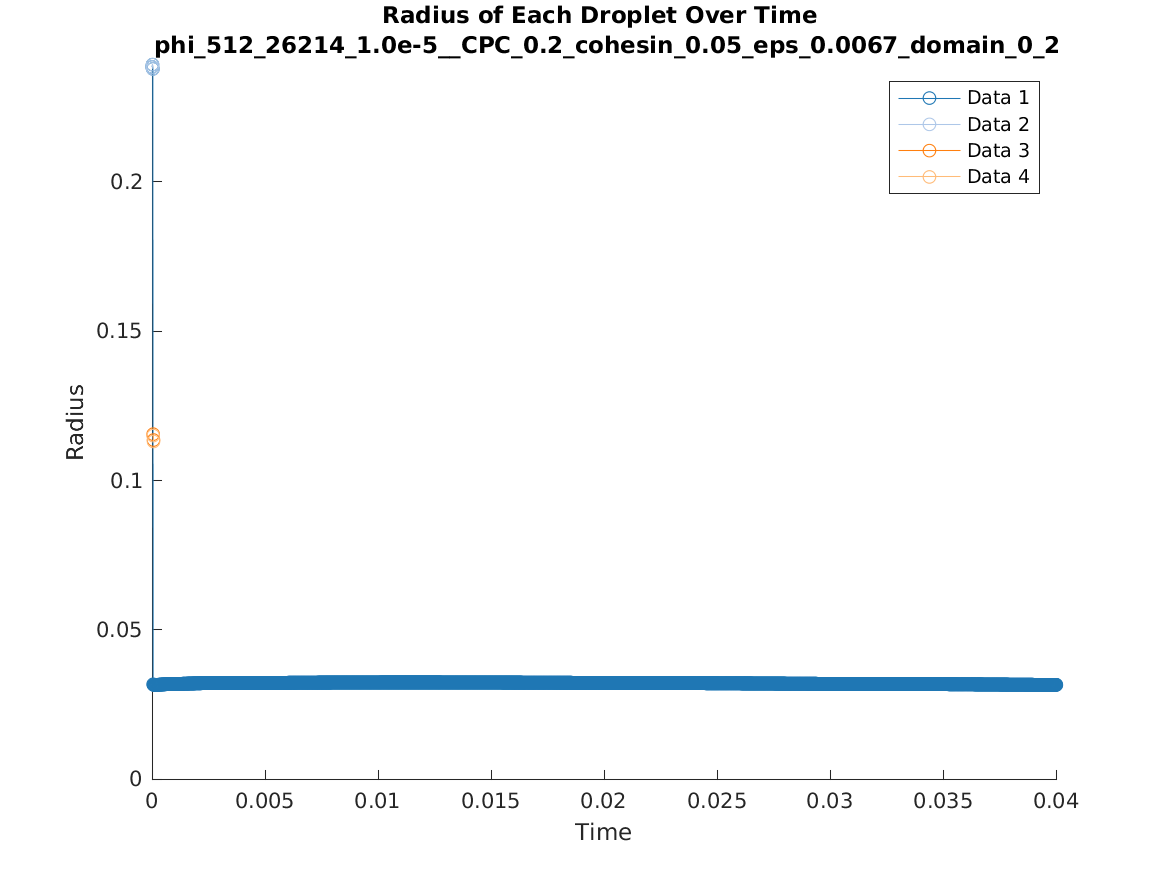 Radius of Each Droplet Over Time
phi_512_26214_1.0e-5__CPC_0.2_cohesin_0.05_eps_0.0067_domain_0_2
Data 1
Data 2
Data 3
Data 4
0.2
0.15
0.1
0.05
0
Radius
0 0.005 0.01 0.015 0.02 0.025 0.03 0.035 0.04
Time